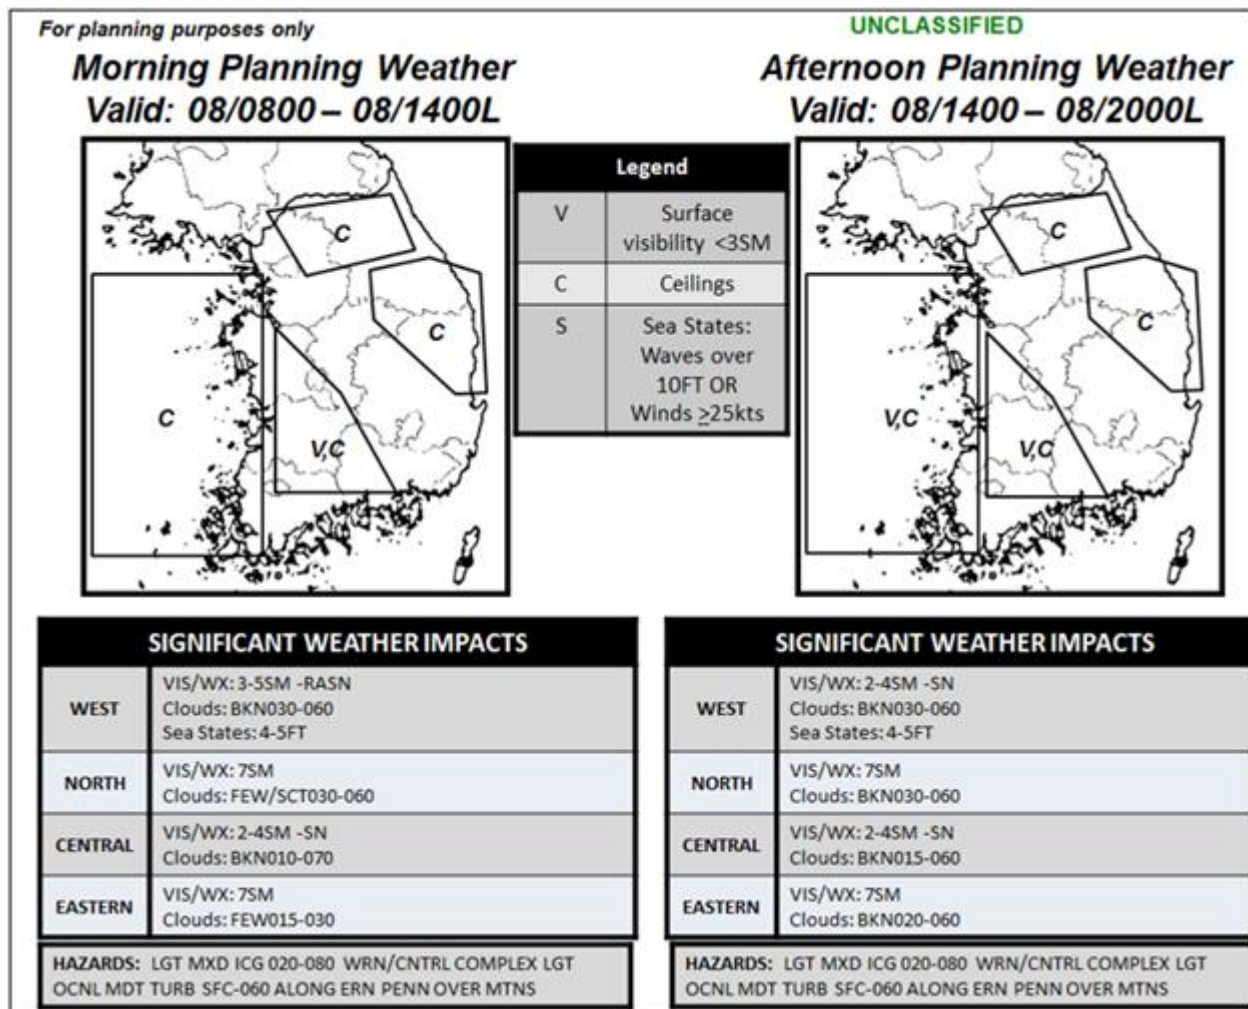 For planning purposes only
UNCLASSIFIED
Morning Planning Weather
Valid: 08/0800 – 08/1400L
Afternoon Planning Weather
Valid: 08/1400 – 08/2000L
C
C
C
V,C
Legend
V Surface
visibility <3SM
C Ceilings
S Sea States:
Waves over
10FT OR
Winds ≥25kts
C
C
V,C
V,C
SIGNIFICANT WEATHER IMPACTS
WEST
VIS/WX: 3-5SM -RASN
Clouds: BKN030-060
Sea States: 4-5FT
NORTH
VIS/WX: 7SM
Clouds: FEW/SCT030-060
CENTRAL
VIS/WX: 2-4SM -SN
Clouds: BKN010-070
EASTERN
VIS/WX: 7SM
Clouds: FEW015-030
HAZARDS: LGT MXD ICG 020-080 WRN/CNTRL COMPLEX LGT
OCNL MDT TURB SFC-060 ALONG ERN PENN OVER MTNS
SIGNIFICANT WEATHER IMPACTS
WEST
VIS/WX: 2-4SM -SN
Clouds: BKN030-060
Sea States: 4-5FT
NORTH
VIS/WX: 7SM
Clouds: BKN030-060
CENTRAL
VIS/WX: 2-4SM -SN
Clouds: BKN015-060
EASTERN
VIS/WX: 7SM
Clouds: BKN020-060
HAZARDS: LGT MXD ICG 020-080 WRN/CNTRL COMPLEX LGT
OCNL MDT TURB SFC-060 ALONG ERN PENN OVER MTNS